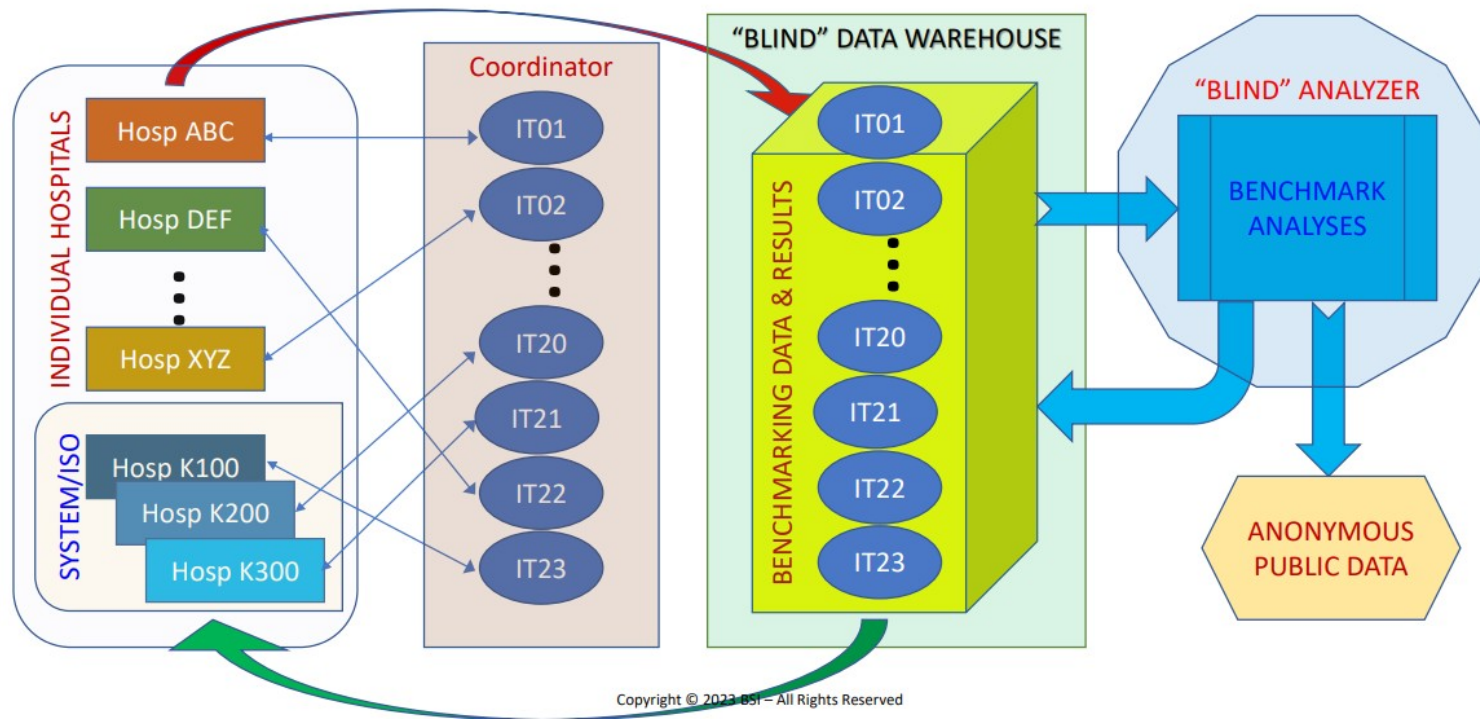 INDIVIDUAL HOSPITALS
Hosp ABC
Hosp DEF
Hosp XYZ
SYSTEM/ISO
Hosp K100
Hosp K200
Hosp K300
Coordinator
IT01
IT02
IT20
IT21
IT22
IT23
“BLIND” DATA WAREHOUSE
BENCHMARKING DATA & RESULTS
IT01
IT02
IT20
IT21
IT22
IT23
“BLIND” ANALYZER
BENCHMARK
ANALYSES
ANONYMOUS
PUBLIC DATA
Copyright © 2023 BSI – All Rights Reserved